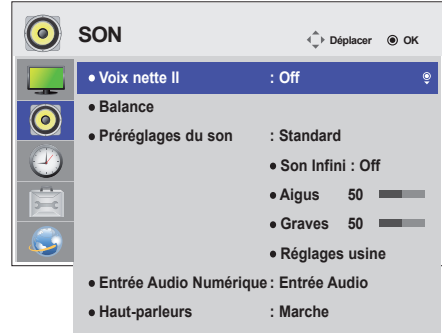 SON
Déplacer OK
• Voix nette II : Off
• Balance
• Préréglages du son : Standard
• Son Infini : Off
• Aigus 50
• Graves 50
• Réglages usine
• Entrée Audio Numérique : Entrée Audio
• Haut-parleurs : Marche